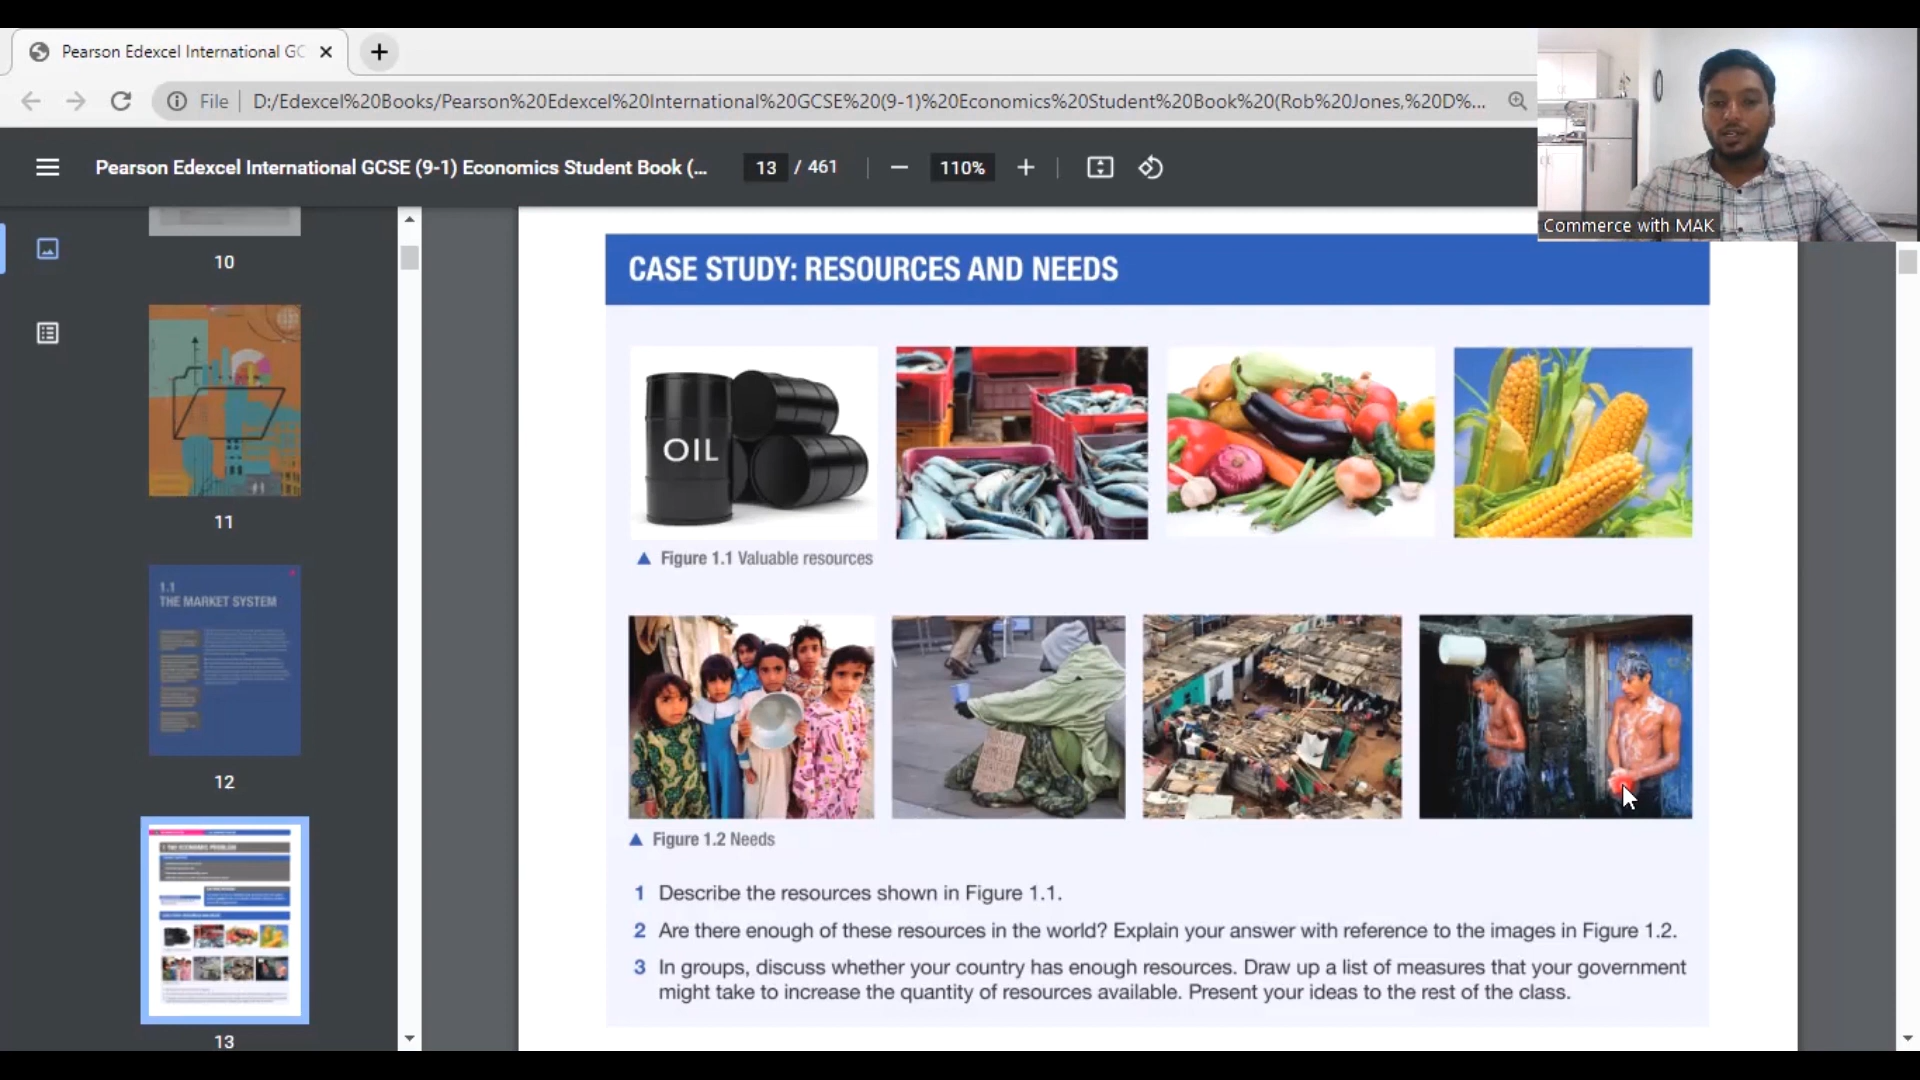 Pearson Edexcel International GC
File
D:/Edexcel%20Books/Pearson%20Edexcel%20International%20GCSE%20(9-1)%20Economics%20Student%20Book%20(Rob%20Jones,%20D%...
Pearson Edexcel International GCSE (9-1) Economics Student Book (...
13 / 461
110%
Commerce with MAK
10
11
1.1
THE MARKET SYSTEM
12
13
CASE STUDY: RESOURCES AND NEEDS
OIL
Figure 1.1 Valuable resources
Figure 1.2 Needs
1 Describe the resources shown in Figure 1.1.
2 Are there enough of these resources in the world? Explain your answer with reference to the images in Figure 1.2.
3 In groups, discuss whether your country has enough resources. Draw up a list of measures that your government
might take to increase the quantity of resources available. Present your ideas to the rest of the class.